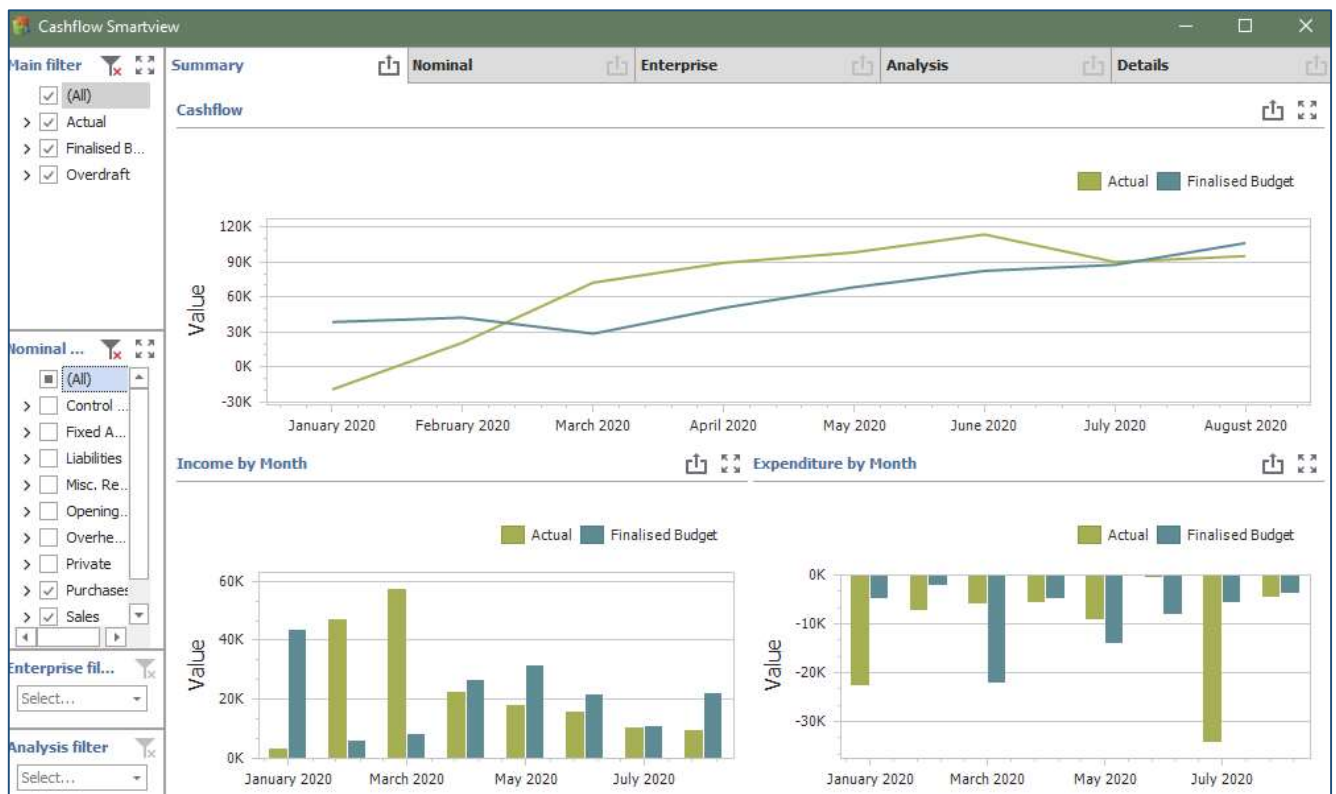 Cashflow Smartview
Main filter
(All)
Actual
Finalised B...
Overdraft
Nominal ...
(All)
Control ...
Fixed A...
Liabilities
Misc. Re...
Opening...
Overhe...
Private
Purchases
Sales
Enterprise fil...
Select...
Analysis filter
Select...
Summary Nominal Enterprise Analysis Details
Cashflow
Actual Finalised Budget
Value
120K
90K
60K
30K
0K
-30K
January 2020 February 2020 March 2020 April 2020 May 2020 June 2020 July 2020 August 2020
Income by Month
Actual Finalised Budget
Value
60K
40K
20K
0K
January 2020 March 2020 May 2020 July 2020
Expenditure by Month
Actual Finalised Budget
Value
0K
-10K
-20K
-30K
January 2020 March 2020 May 2020 July 2020